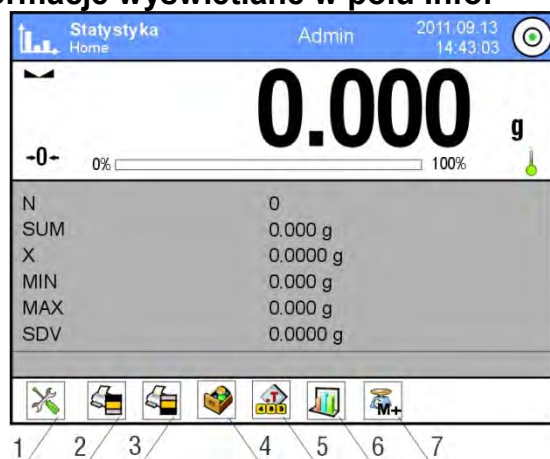 rmacje wyświetlane w polu info:
Statystyka Admin 2011.09.13
Home 14:43:03
0.000 g
→0←
0% 100%
N 0
SUM 0.000 g
X 0.0000 g
MIN 0.000 g
MAX 0.000 g
SDV 0.0000 g
T
M+
1 2 3 4 5 6 7